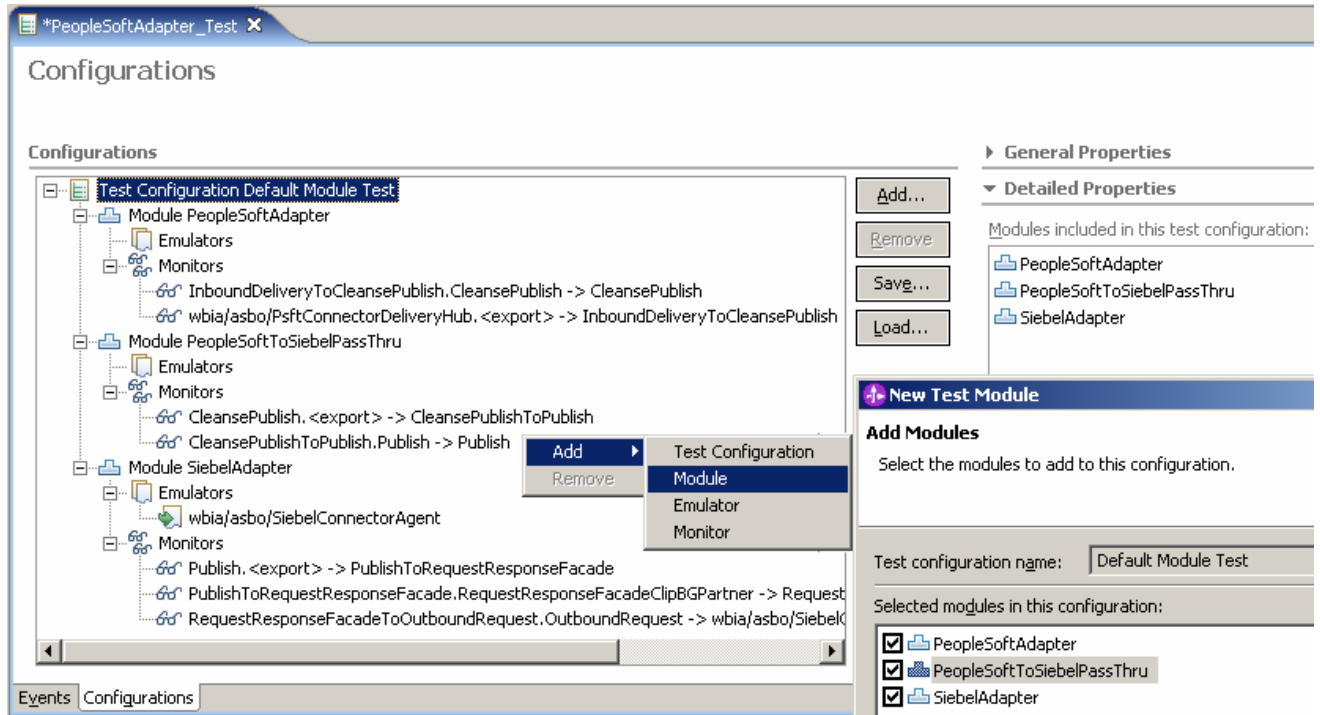 *PeopleSoftAdapter_Test
Configurations
Configurations
Test Configuration Default Module Test
Module PeopleSoftAdapter
Emulators
Monitors
InboundDeliveryToCleansePublish.CleansePublish -> CleansePublish
wbia/asbo/PsftConnectorDeliveryHub.<export> -> InboundDeliveryToCleansePublish
Module PeopleSoftToSiebelPassThru
Emulators
Monitors
CleansePublish.<export> -> CleansePublishToPublish
CleansePublishToPublish.Publish -> Publish
Module SiebelAdapter
Emulators
wbia/asbo/SiebelConnectorAgent
Monitors
Publish.<export> -> PublishToRequestResponseFacade
PublishToRequestResponseFacade.RequestResponseFacadeClipBGPartner -> Request
RequestResponseFacadeToOutboundRequest.OutboundRequest -> wbia/asbo/Siebel
Add...
Remove
Save...
Load...
General Properties
Detailed Properties
Modules included in this test configuration:
PeopleSoftAdapter
PeopleSoftToSiebelPassThru
SiebelAdapter
Add
Remove
Test Configuration
Module
Emulator
Monitor
New Test Module
Add Modules
Select the modules to add to this configuration.
Test configuration name: Default Module Test
Selected modules in this configuration:
PeopleSoftAdapter
PeopleSoftToSiebelPassThru
SiebelAdapter
Events Configurations